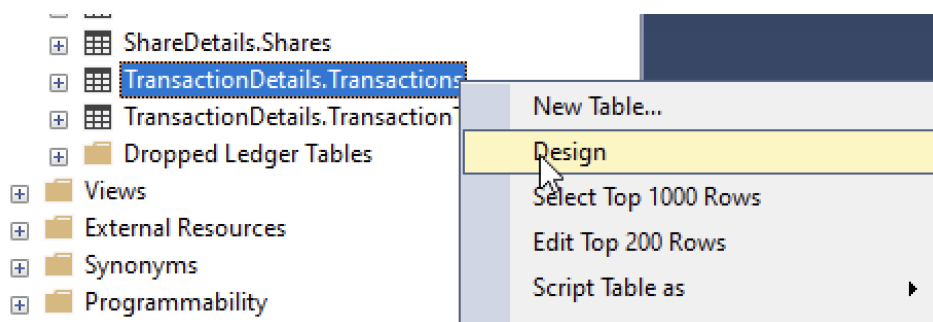 ShareDetails.Shares
TransactionDetails.Transactions
TransactionDetails.Transaction
Dropped Ledger Tables
Views
External Resources
Synonyms
Programmability
New Table...
Design
Select Top 1000 Rows
Edit Top 200 Rows
Script Table as